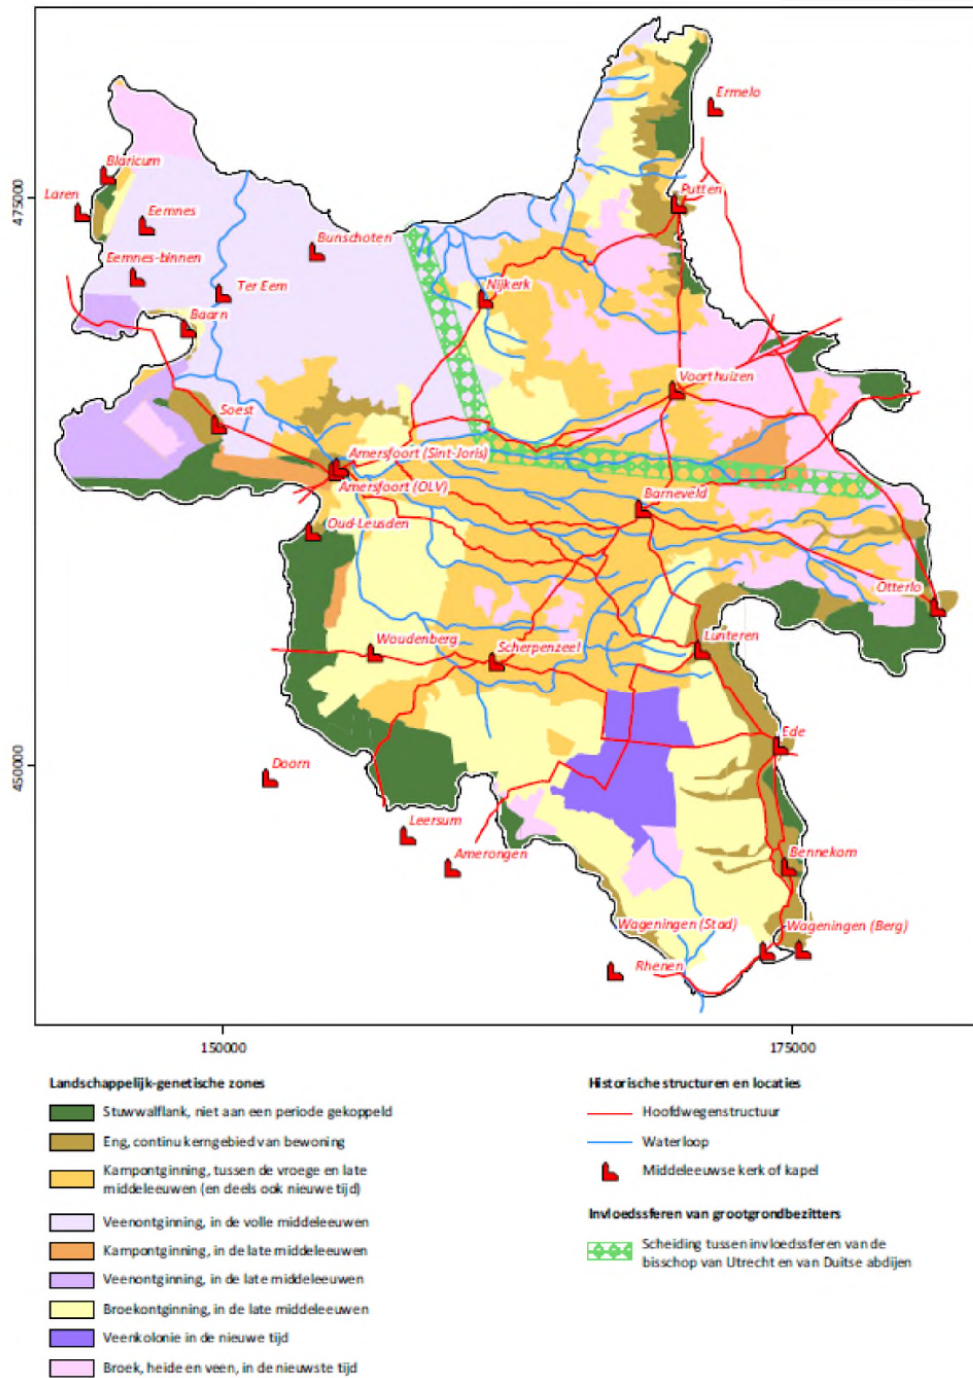 Ermelo
Blaricum
Putten
Laren
475000
Eemnes
Bunschoten
Eemnes-binnen
Ter Eem
Nijkerk
Baarn
Voorthuizen
Soest
Amersfoort (Sint-Joris)
Amersfoort (OLV)
Barneveld
Oud-Leusden
Otterlo
Woudenberg
Scherpenzeel
Lunteren
Ede
450000
Doorn
Leersum
Amerongen
Bennekom
Wageningen (Stad)
Wageningen (Berg)
Rhenen
150000
175000
Landschappelijk-genetische zones
Stuwwalflank, niet aan een periode gekoppeld
Eng, continu kerngebied van bewoning
Kampontginning, tussen de vroege en late
middeleeuwen (en deels ook nieuwe tijd)
Veenontginning, in de volle middeleeuwen
Kampontginning, in de late middeleeuwen
Veenontginning, in de late middeleeuwen
Broekontginning, in de late middeleeuwen
Veenkolonie in de nieuwe tijd
Broek, heide en veen, in de nieuwste tijd
Historische structuren en locaties
Hoofdwegenstructuur
Waterloop
Middeleeuwse kerk of kapel
Invloedssferen van grootgrondbezitters
Scheiding tussen invloedssferen van de
bisschop van Utrecht en van Duitse abdijen